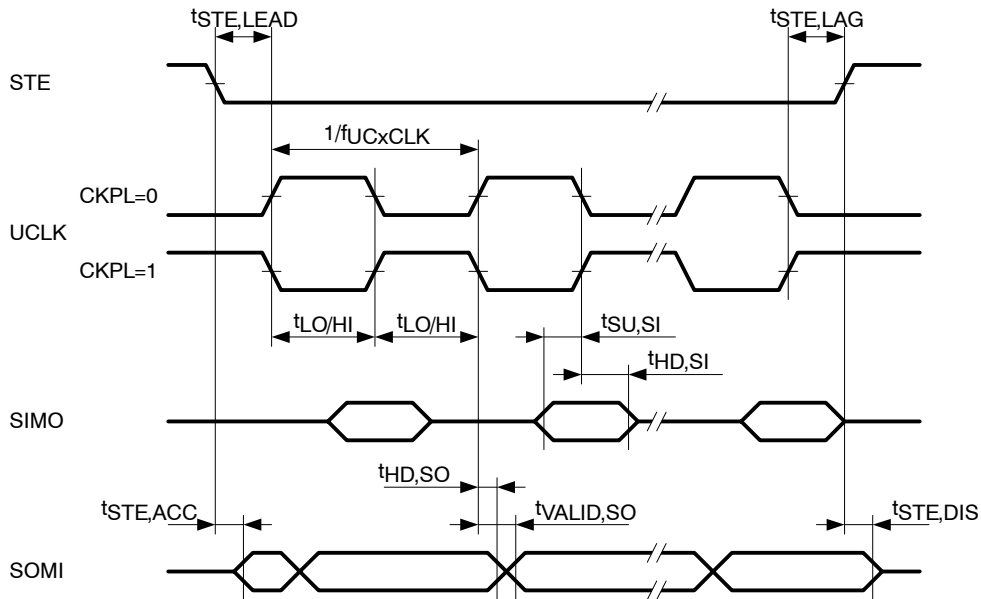 tSTE,LEAD
tSTE,LAG
STE
1/fUCxCLK
CKPL=0
UCLK
CKPL=1
tLO/HI
tLO/HI
tSU,SI
tHD,SI
SIMO
tHD,SO
tSTE,ACC
tVALID,SO
tSTE,DIS
SOMI